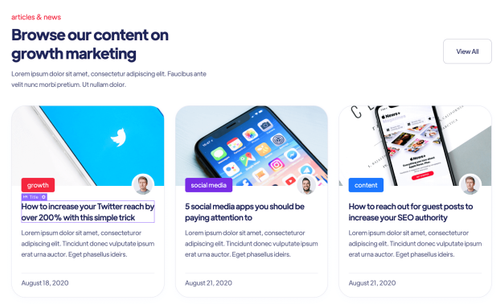 articles & news
Browse our content on
growth marketing
View All
Lorem ipsum dolor sit amet, consectetur adipiscing elit. Faucibus ante
velit nunc morbi pretium. Ut nullam dolor.
growth
social media
content
How to increase your Twitter reach by
over 200% with this simple trick
Lorem ipsum dolor sit amet, consectetur
adipiscing elit. Tincidunt donec vulputate ipsum
erat urna auctor. Eget phasellus ideirs.
August 18, 2020
5 social media apps you should be
paying attention to
Lorem ipsum dolor sit amet, consectetur
adipiscing elit. Tincidunt donec vulputate ipsum
erat urna auctor. Eget phasellus ideirs.
August 21, 2020
How to reach out for guest posts to
increase your SEO authority
Lorem ipsum dolor sit amet, consectetur
adipiscing elit. Tincidunt donec vulputate ipsum
erat urna auctor. Eget phasellus ideirs.
August 21, 2020